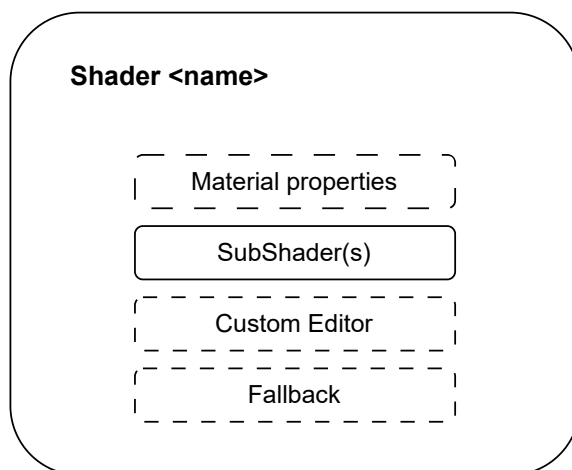 Shader <name>
Material properties
SubShader(s)
Custom Editor
Fallback